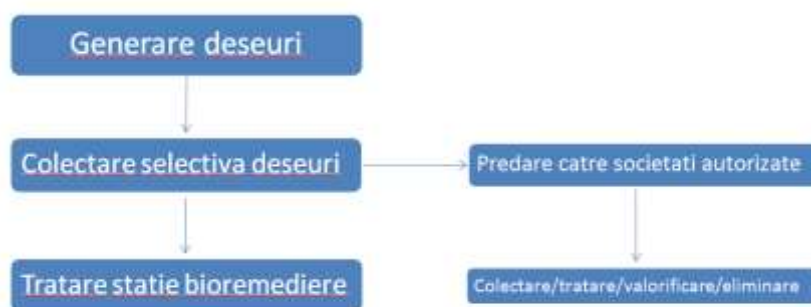 Generare deseuri
Colectare selectiva deseuri
Predare catre societati autorizate
Tratare statie bioremediere
Colectare/tratare/valorificare/eliminare